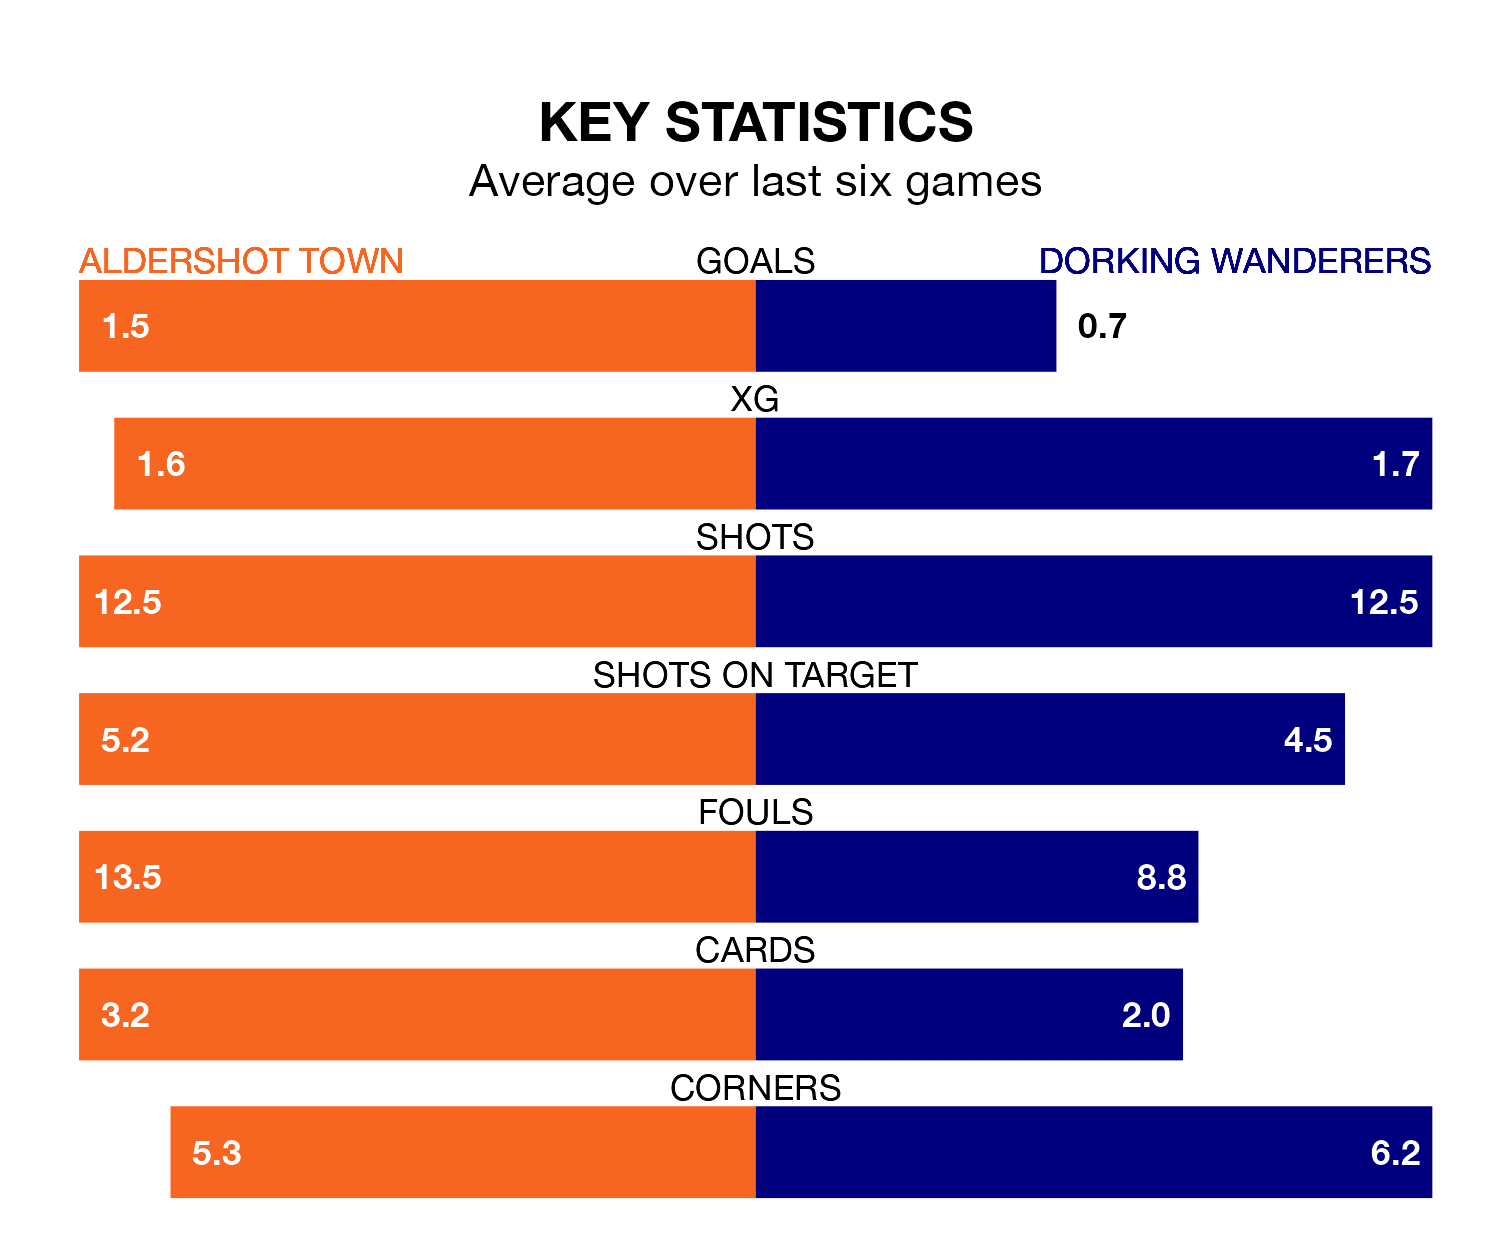 KEY STATISTICS
Average over last six games
ALDERSHOT TOWN GOALS DORKING WANDERERS
1.5 0.7
XG
1.6 1.7
SHOTS
12.5 12.5
SHOTS ON TARGET
5.2 4.5
FOULS
13.5 8.8
CARDS
3.2 2.0
CORNERS
5.3 6.2